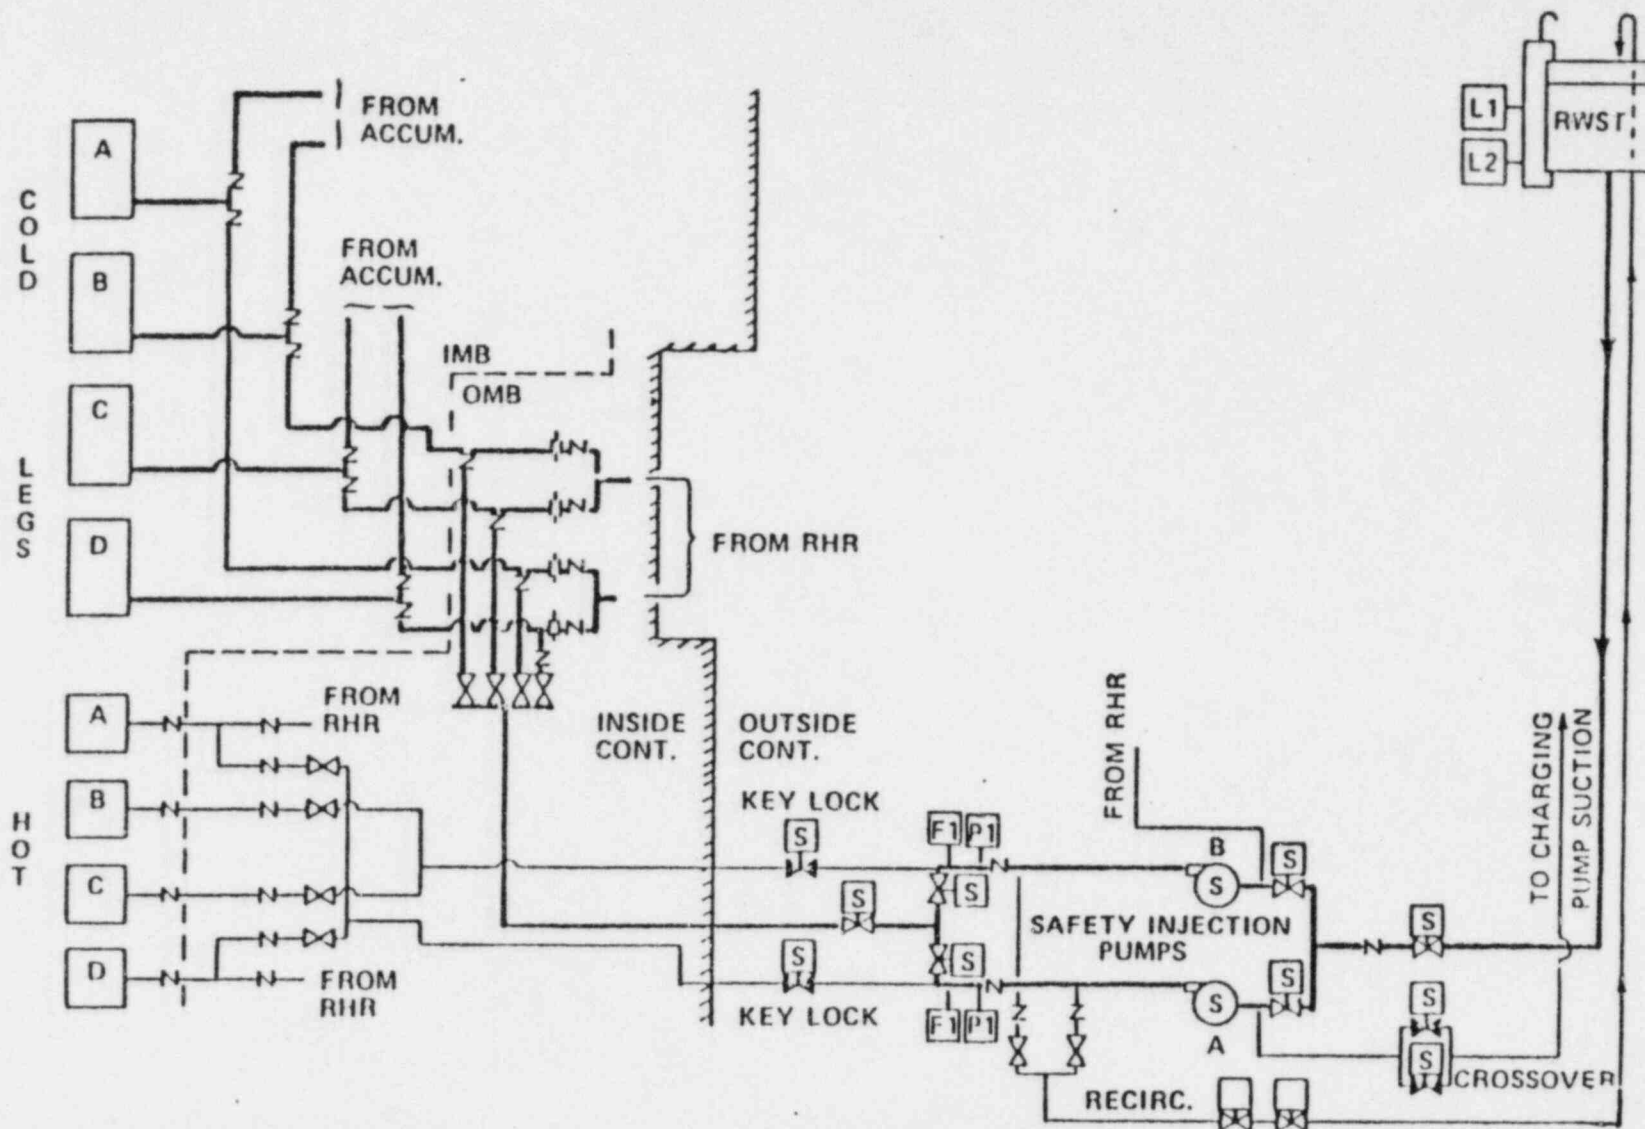 FROM
ACCUM.
L1
RWST
L2
A
B
C
D
COLD
LEGS
FROM
ACCUM.
IMB
OMB
FROM RHR
A
B
C
D
HOT
FROM
RHR
FROM
RHR
INSIDE
CONT.
OUTSIDE
CONT.
KEY LOCK
S
F1
P1
S
S
S
S
KEY LOCK
F1
P1
FROM RHR
B
S
S
SAFETY INJECTION
PUMPS
S
S
A
S
S
S
CROSSOVER
RECIRC.
TO CHARGING
PUMP SUCTION